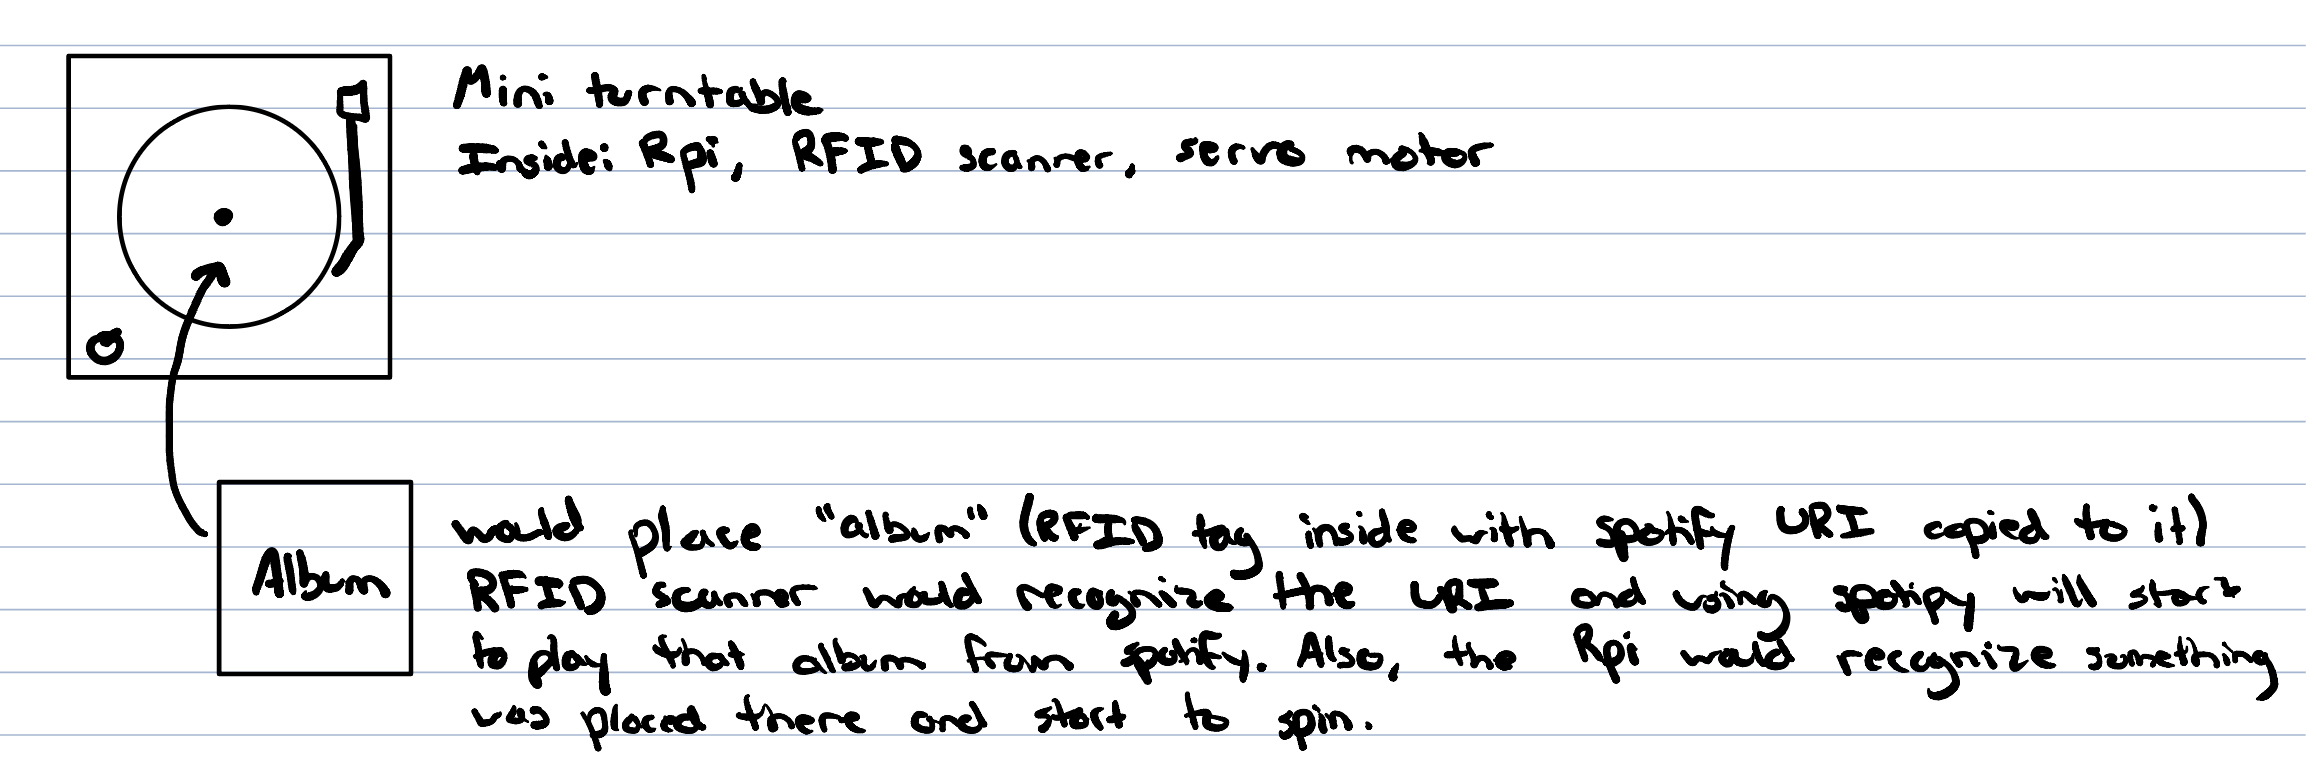 Mini turntable
Inside: Rpi, RFID scanner, servo motor
Album
would place "album" (RFID tag inside with spotify URI copied to it)
RFID scanner would recognize the URI and using spotipy will start
to play that album from spotify. Also, the Rpi would recognize something
was placed there and start to spin.